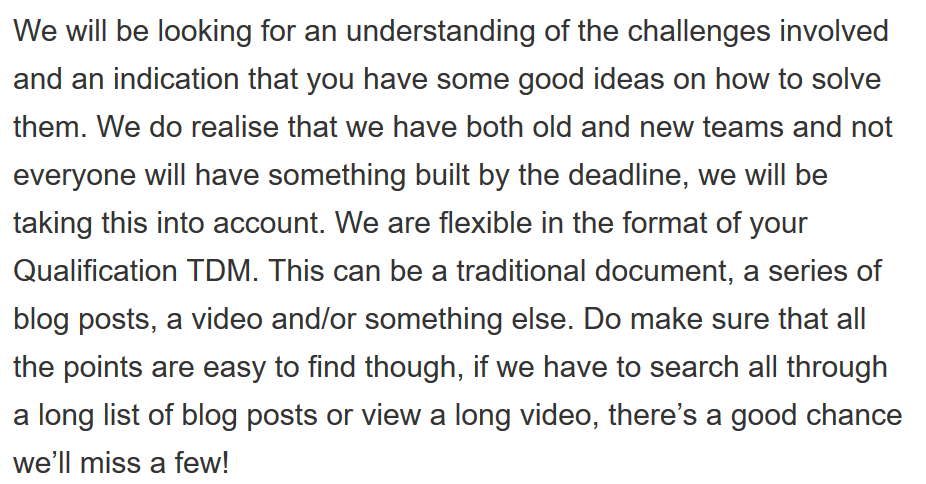 We will be looking for an understanding of the challenges involved
and an indication that you have some good ideas on how to solve
them. We do realise that we have both old and new teams and not
everyone will have something built by the deadline, we will be
taking this into account. We are flexible in the format of your
Qualification TDM. This can be a traditional document, a series of
blog posts, a video and/or something else. Do make sure that all
the points are easy to find though, if we have to search all through
a long list of blog posts or view a long video, there’s a good chance
we’ll miss a few!